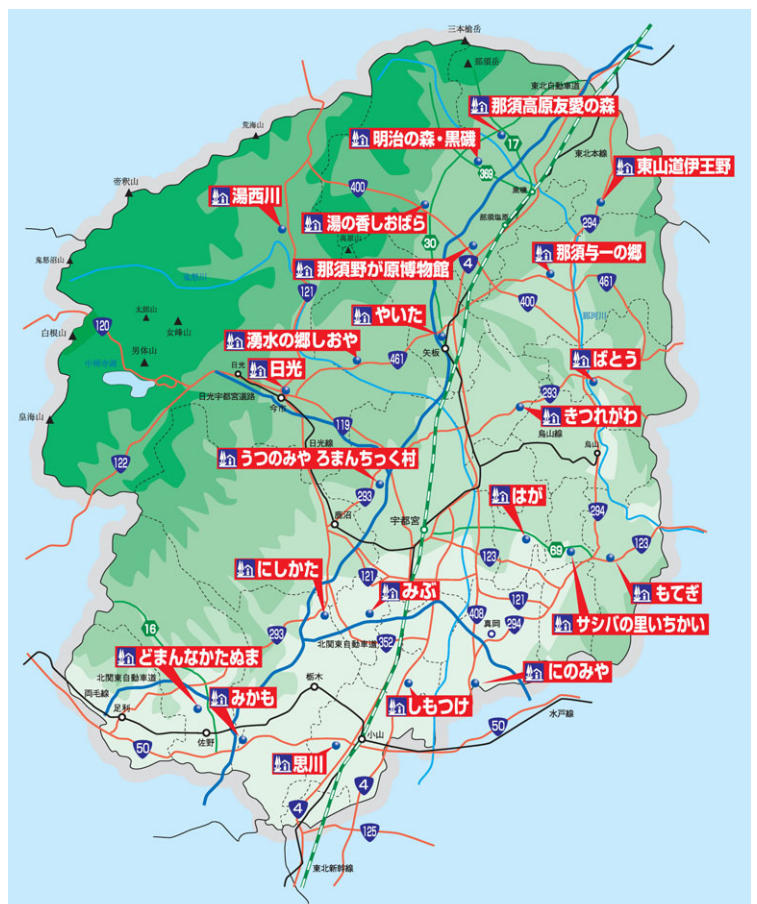 三本槍岳
那須岳
東北自動車道
那須高原友愛の森
17
荒海山
明治の森・黒磯
東北本線
369
東山道伊王野
帝釈山
400
黒磯
湯西川
湯の香しおばら
294
那須塩原
高原山
30
鬼怒沼山
那須野が原博物館
4
那須与一の郷
鬼怒川
461
121
400
太郎山
やいた
那珂川
120
女峰山
白根山
湧水の郷しおや
矢板
男体山
461
ばとう
日光
日光
中禅寺湖
293
日光宇都宮道路
今市
きつれがわ
皇海山
119
烏山線
日光線
烏山
122
うつのみや ろまんちっく村
293
はが
294
鹿沼
宇都宮
69
123
123
にしかた
121
みぶ
もてぎ
121
408
サシバの里いちかい
16
293
真岡
294
北関東自動車道
352
どまんなかたぬま
北関東自動車道
にのみや
両毛線
みかも
栃木
しもつけ
足利
水戸線
50
佐野
小山
50
思川
4
4
125
東北新幹線